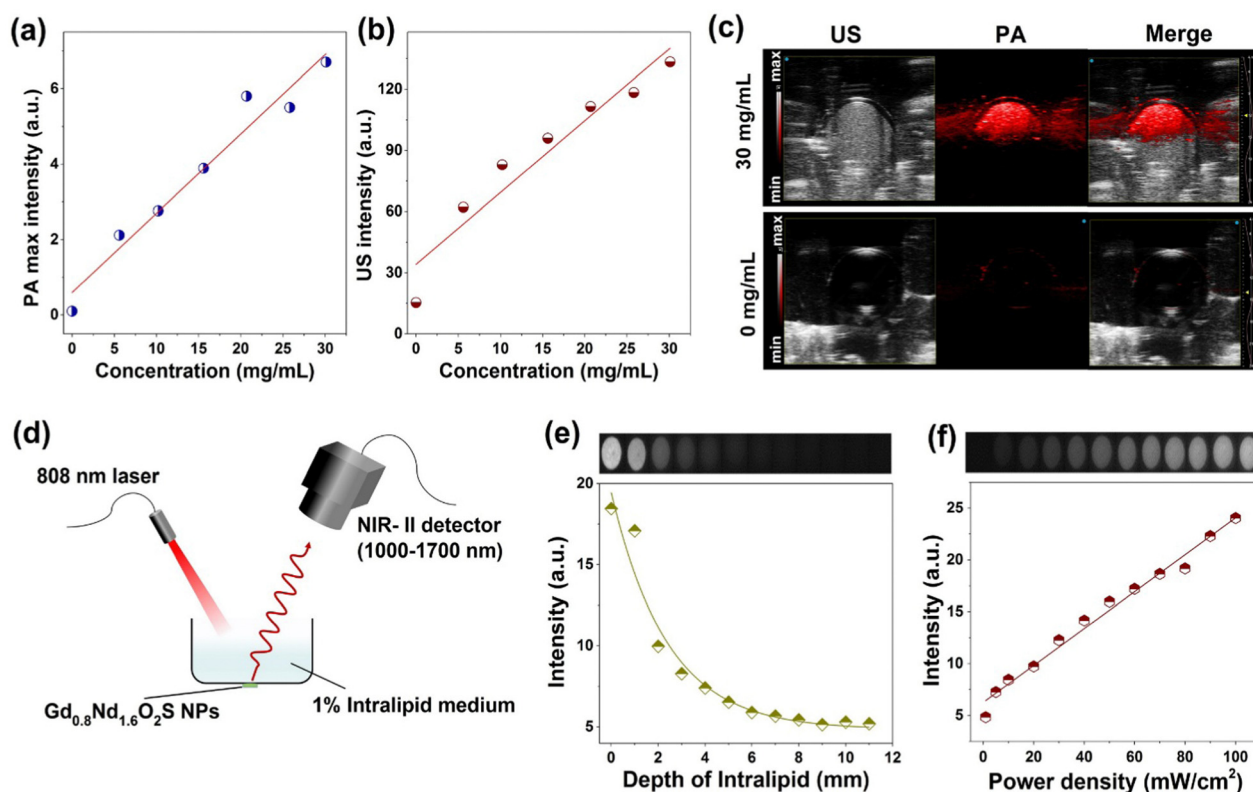 (a)
PA max intensity (a.u.)
6
4
2
0
0 5 10 15 20 25 30
Concentration (mg/mL)
(b)
US intensity (a.u.)
120
90
60
30
0
0 5 10 15 20 25 30
Concentration (mg/mL)
(c)
US PA Merge
30 mg/mL
min max
0 mg/mL
min max
(d)
808 nm laser
NIR- II detector
(1000-1700 nm)
Gd0.8Nd1.6O2S NPs
1% Intralipid medium
(e)
Intensity (a.u.)
20
15
10
5
0
0 2 4 6 8 10 12
Depth of Intralipid (mm)
(f)
Intensity (a.u.)
25
20
15
10
5
0 20 40 60 80 100
Power density (mW/cm²)